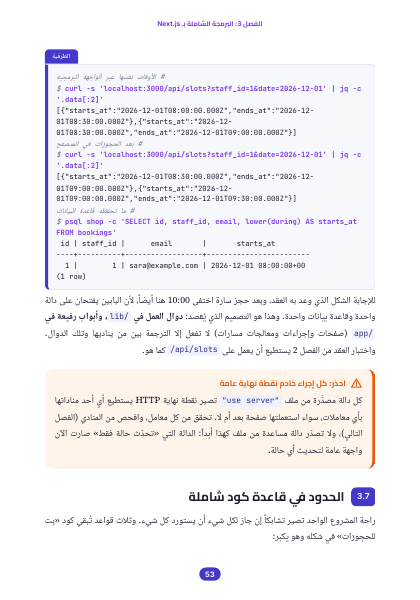 الفصل 3: البرمجة الشاملة بـ Next.js
الطرفية
# الأوقات نفسها عبر الواجهة البرمجية
$ curl -s 'localhost:3000/api/slots?staff_id=1&date=2026-12-01' | jq -c
'.data[:2]'
[{"starts_at":"2026-12-01T08:00:00.000Z","ends_at":"2026-12-
01T08:30:00.000Z"},{"starts_at":"2026-12-
01T08:30:00.000Z","ends_at":"2026-12-01T09:00:00.000Z"}]
# بعد الحجوزات في المتصفح
$ curl -s 'localhost:3000/api/slots?staff_id=1&date=2026-12-01' | jq -c
'.data[:2]'
[{"starts_at":"2026-12-01T08:30:00.000Z","ends_at":"2026-12-
01T09:00:00.000Z"},{"starts_at":"2026-12-
01T09:00:00.000Z","ends_at":"2026-12-01T09:30:00.000Z"}]
# ما تحفظه قاعدة البيانات
$ psql shop -c 'SELECT id, staff_id, email, lower(during) AS starts_at
FROM bookings'
id | staff_id | email | starts_at
----+----------+------------------+------------------------
1 | 1 | sara@example.com | 2026-12-01 08:00:00+00
(1 row)
للإجابة الشكل الذي وعد به العقد، وبعد حجز سارة اختفى 10:00 هنا أيضاً، لأن البابين يفتحان على دالة
واحدة وقاعدة بيانات واحدة. وهذا هو التصميم الذي يُقصد: دوال العمل في lib/، وأبواب رفيعة في
app/ (صفحات وإجراءات ومعالجات مسارات) لا تفعل إلا الترجمة بين من يناديها وتلك الدوال.
واختبار العقد من الفصل 2 يستطيع أن يعمل على /api/slots كما هو.
احذر: كل إجراء خادم نقطة نهاية عامة
كل دالة مصدَّرة من ملف "use server" تصير نقطة نهاية HTTP يستطيع أي أحد مناداتها
بأي معاملات، سواء استعملتها صفحة بعد أم لا. تحقق من كل معامل، وافحص من المنادي (الفصل
التالي)، ولا تصدّر دالة مساعدة من ملف كهذا أبداً: الدالة التي «تحدّث حالة فقط» صارت الآن
واجهة عامة لتحديث أي حالة.
3.7 الحدود في قاعدة كود شاملة
راحة المشروع الواحد تصير تشابكاً إن جاز لكل شيء أن يستورد كل شيء. وثلاث قواعد تُبقي كود «بِت
للحجوزات» في شكله وهو يكبر:
53